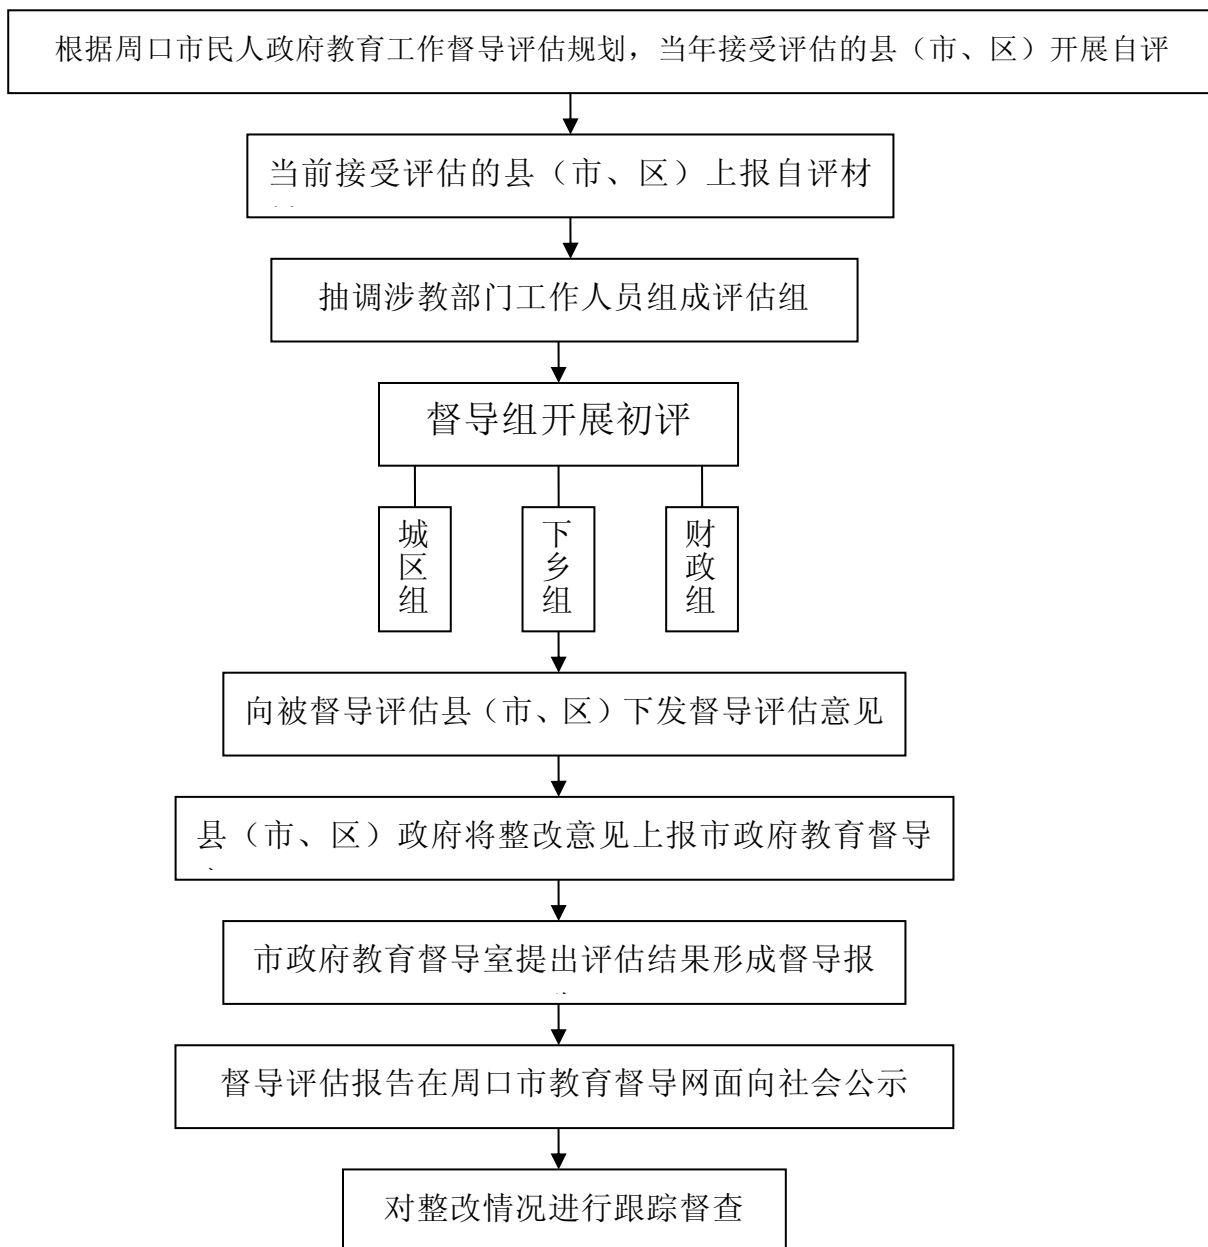 根据周口市民人政府教育工作督导评估规划，当年接受评估的县（市、区）开展自评
当前接受评估的县（市、区）上报自评材
抽调涉教部门工作人员组成评估组
督导组开展初评
城区组
下乡组
财政组
向被督导评估县（市、区）下发督导评估意见
县（市、区）政府将整改意见上报市政府教育督导
市政府教育督导室提出评估结果形成督导报
督导评估报告在周口市教育督导网面向社会公示
对整改情况进行跟踪督查